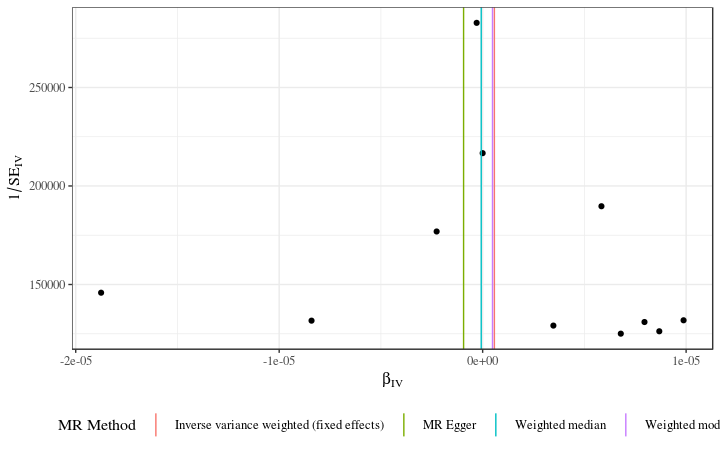 250000
200000
150000
1/SE_IV
-2e-05 -1e-05 0e+00 1e-05
β_IV
MR Method Inverse variance weighted (fixed effects) MR Egger Weighted median Weighted mod